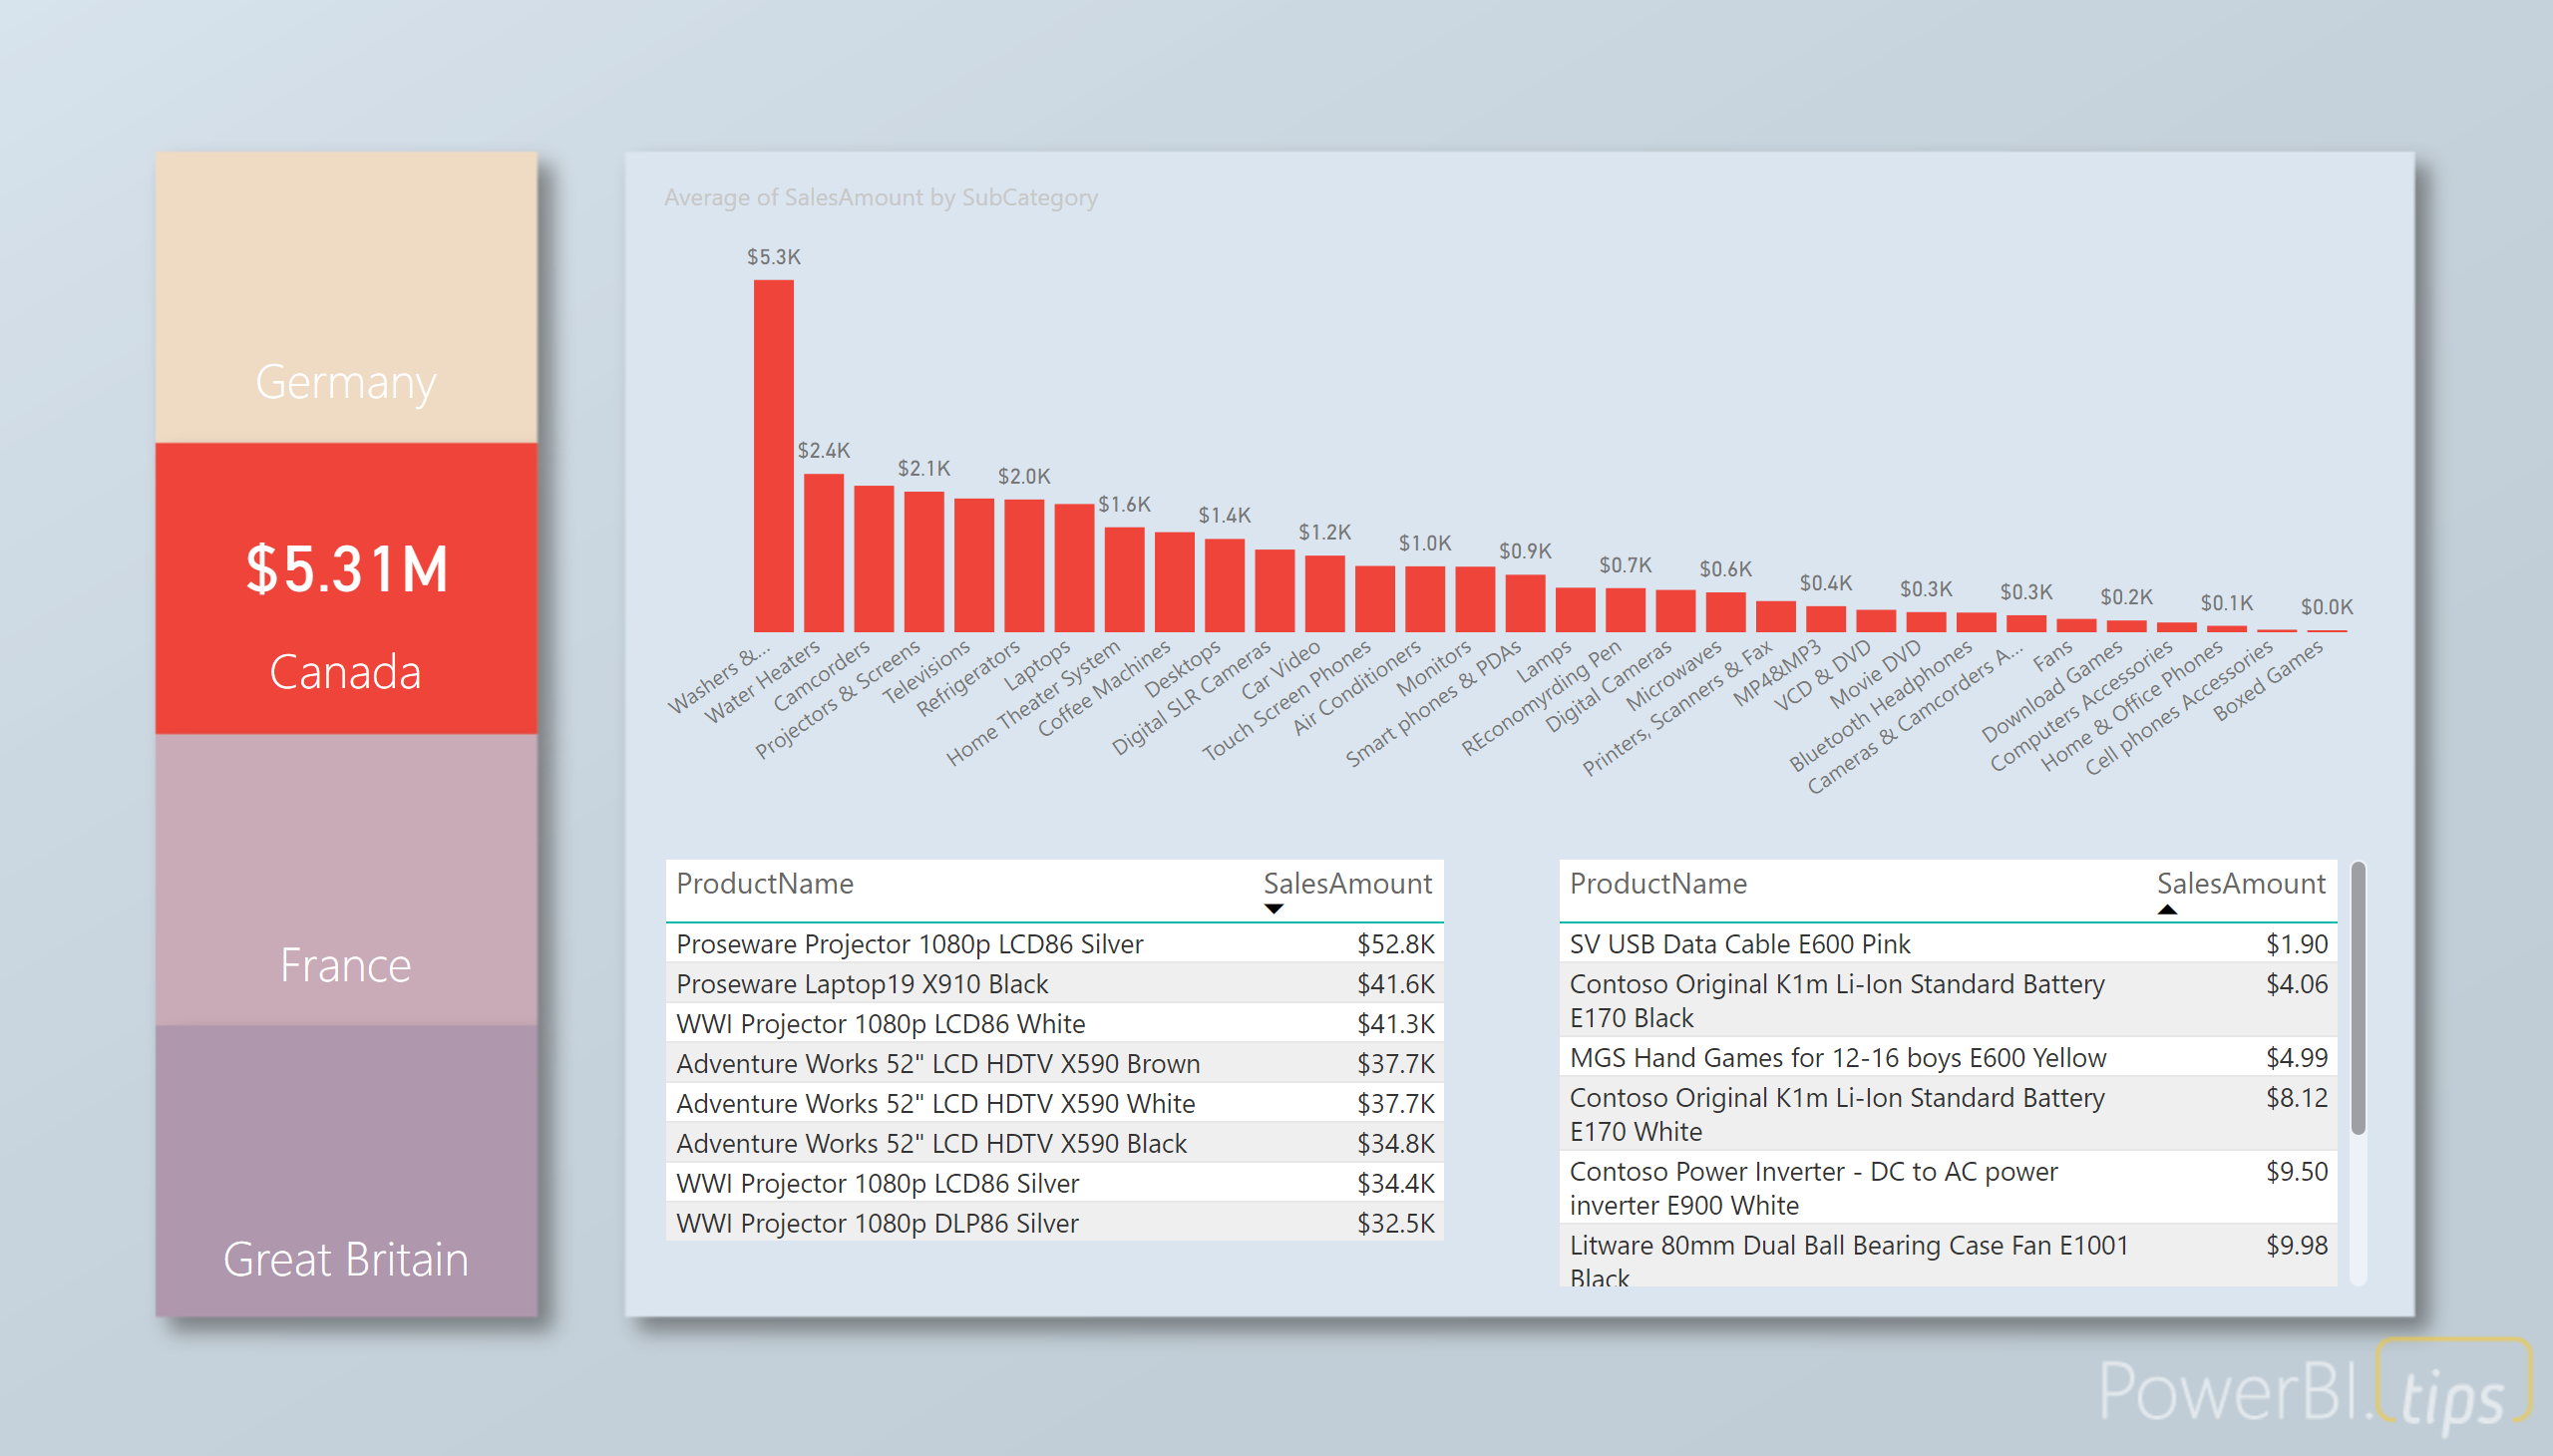 Germany
$5.31M
Canada
France
Great Britain
Average of SalesAmount by SubCategory
$5.3K
$2.4K
$2.1K
$2.0K
$1.6K
$1.4K
$1.2K
$1.0K
$0.9K
$0.7K
$0.6K
$0.4K
$0.3K
$0.3K
$0.2K
$0.1K
$0.0K
Washers &...
Water Heaters
Camcorders
Projectors & Screens
Televisions
Refrigerators
Laptops
Home Theater System
Coffee Machines
Desktops
Digital SLR Cameras
Car Video
Touch Screen Phones
Air Conditioners
Monitors
Smart phones & PDAs
Lamps
REconomyrding Pen
Digital Cameras
Microwaves
Printers, Scanners & Fax
MP4&MP3
VCD & DVD
Movie DVD
Bluetooth Headphones
Cameras & Camcorders A...
Fans
Download Games
Computers Accessories
Home & Office Phones
Cell phones Accessories
Boxed Games
ProductName SalesAmount
Proseware Projector 1080p LCD86 Silver $52.8K
Proseware Laptop19 X910 Black $41.6K
WWI Projector 1080p LCD86 White $41.3K
Adventure Works 52" LCD HDTV X590 Brown $37.7K
Adventure Works 52" LCD HDTV X590 White $37.7K
Adventure Works 52" LCD HDTV X590 Black $34.8K
WWI Projector 1080p LCD86 Silver $34.4K
WWI Projector 1080p DLP86 Silver $32.5K
ProductName SalesAmount
SV USB Data Cable E600 Pink $1.90
Contoso Original K1m Li-Ion Standard Battery $4.06
E170 Black
MGS Hand Games for 12-16 boys E600 Yellow $4.99
Contoso Original K1m Li-Ion Standard Battery $8.12
E170 White
Contoso Power Inverter - DC to AC power $9.50
inverter E900 White
Litware 80mm Dual Ball Bearing Case Fan E1001 $9.98
Black
PowerBI.tips